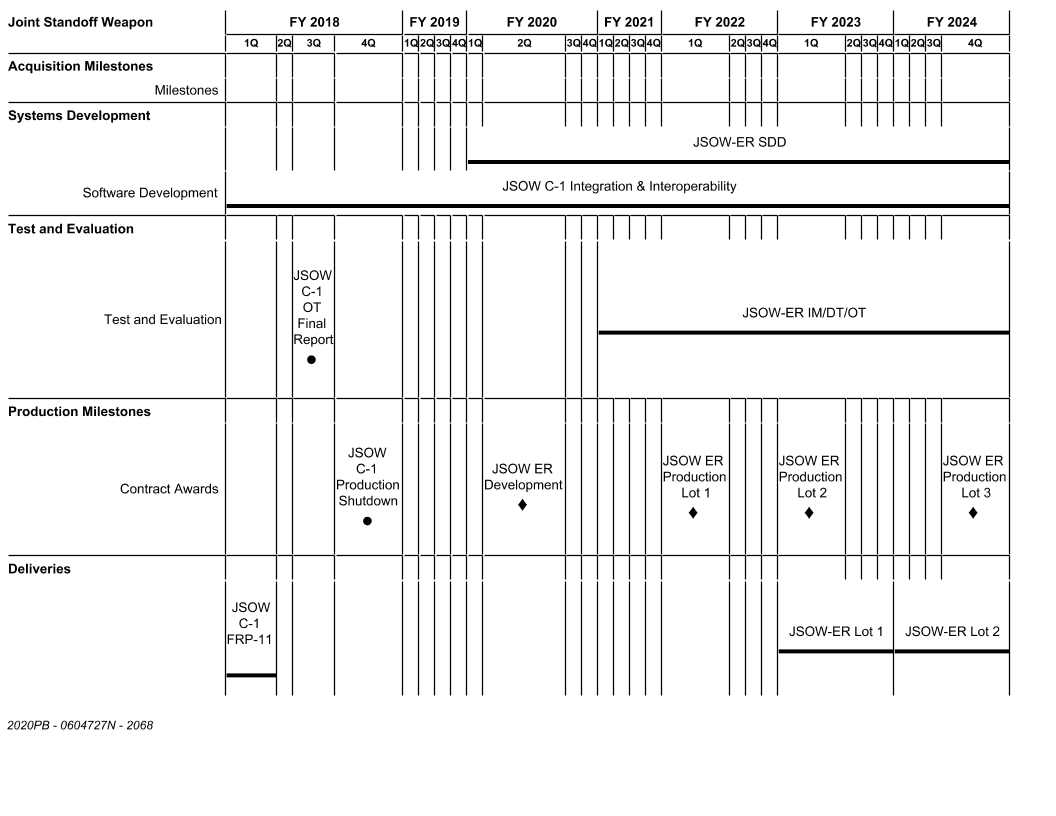 Joint Standoff Weapon FY 2018 FY 2019 FY 2020 FY 2021 FY 2022 FY 2023 FY 2024
1Q 2Q 3Q 4Q 1Q 2Q 3Q 4Q 1Q 2Q 3Q 4Q 1Q 2Q 3Q 4Q 1Q 2Q 3Q 4Q 1Q 2Q 3Q 4Q 1Q 2Q 3Q 4Q
Acquisition Milestones
Milestones
Systems Development
JSOW-ER SDD
Software Development
JSOW C-1 Integration & Interoperability
Test and Evaluation
Test and Evaluation
JSOW
C-1
OT
Final
Report
JSOW-ER IM/DT/OT
Production Milestones
Contract Awards
JSOW
C-1
Production
Shutdown
JSOW ER
Development
JSOW ER
Production
Lot 1
JSOW ER
Production
Lot 2
JSOW ER
Production
Lot 3
Deliveries
JSOW
C-1
FRP-11
JSOW-ER Lot 1
JSOW-ER Lot 2
2020PB - 0604727N - 2068